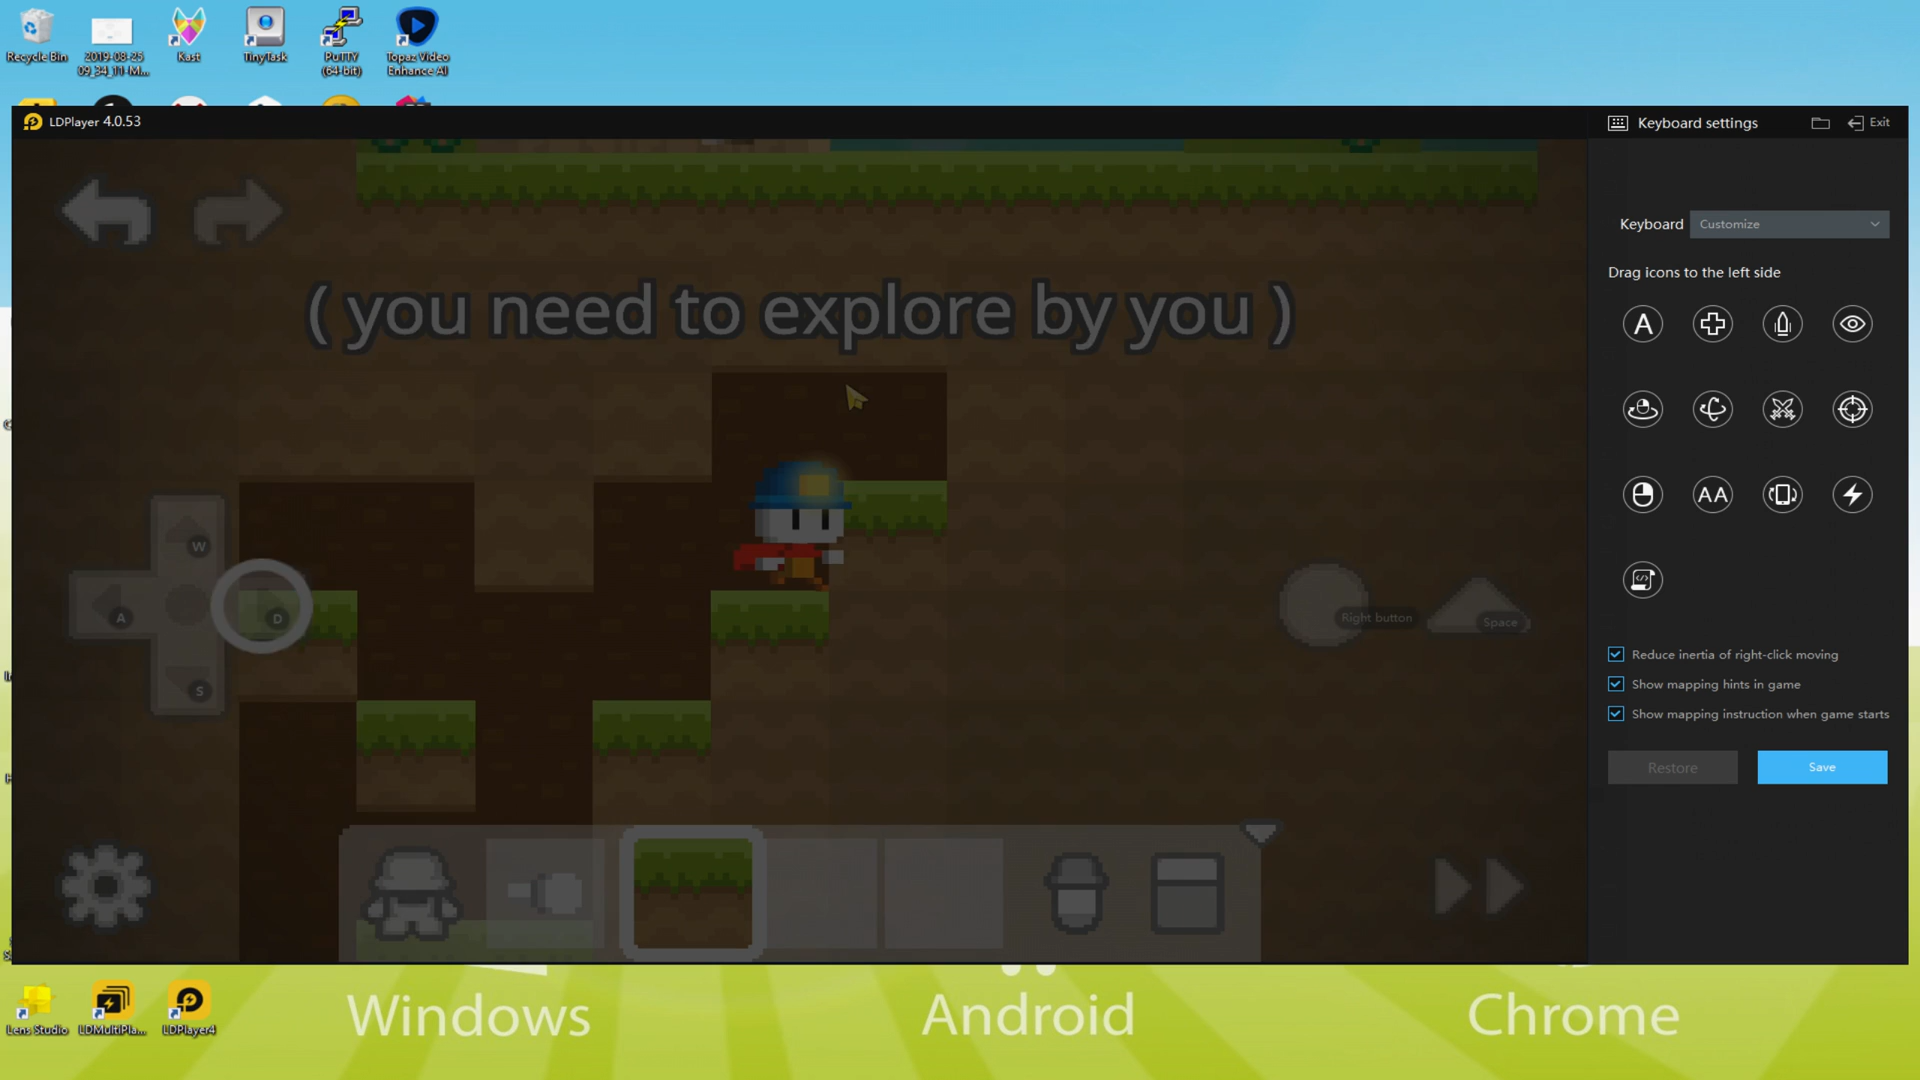 Recycle Bin
2019-08-25
09_34_11-M...
Kast
TinyTask
PuTTY
(64-bit)
Topaz Video
Enhance AI
LDPlayer 4.0.53
Keyboard settings
Exit
Keyboard
Customize
Drag icons to the left side
A
AA
( you need to explore by you )
W
A
D
S
Right button
Space
Reduce inertia of right-click moving
Show mapping hints in game
Show mapping instruction when game starts
Restore
Save
Lens Studio
LDMultiPla...
LDPlayer4
Windows
Android
Chrome